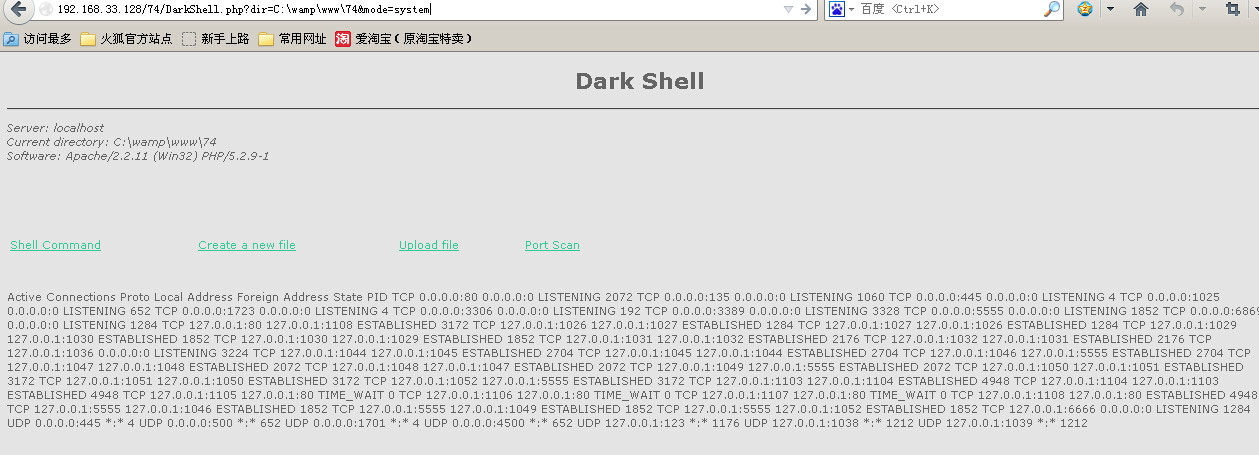 192.168.33.128/74/DarkShell.php?dir=C:\wamp\www\74&mode=system
百度 <Ctrl+K>
访问最多 火狐官方站点 新手上路 常用网址 淘 爱淘宝（原淘宝特卖）
Dark Shell
Server: localhost
Current directory: C:\wamp\www\74
Software: Apache/2.2.11 (Win32) PHP/5.2.9-1
Shell Command Create a new file Upload file Port Scan
Active Connections Proto Local Address Foreign Address State PID TCP 0.0.0.0:80 0.0.0.0:0 LISTENING 2072 TCP 0.0.0.0:135 0.0.0.0:0 LISTENING 1060 TCP 0.0.0.0:445 0.0.0.0:0 LISTENING 4 TCP 0.0.0.0:1025
0.0.0.0:0 LISTENING 652 TCP 0.0.0.0:1723 0.0.0.0:0 LISTENING 4 TCP 0.0.0.0:3306 0.0.0.0:0 LISTENING 192 TCP 0.0.0.0:3389 0.0.0.0:0 LISTENING 3328 TCP 0.0.0.0:5555 0.0.0.0:0 LISTENING 1852 TCP 0.0.0.0:6869
0.0.0.0:0 LISTENING 1284 TCP 127.0.0.1:80 127.0.0.1:1108 ESTABLISHED 3172 TCP 127.0.0.1:1026 127.0.0.1:1027 ESTABLISHED 1284 TCP 127.0.0.1:1027 127.0.0.1:1026 ESTABLISHED 1284 TCP 127.0.0.1:1029
127.0.0.1:1030 ESTABLISHED 1852 TCP 127.0.0.1:1030 127.0.0.1:1029 ESTABLISHED 1852 TCP 127.0.0.1:1031 127.0.0.1:1032 ESTABLISHED 2176 TCP 127.0.0.1:1032 127.0.0.1:1031 ESTABLISHED 2176 TCP
127.0.0.1:1036 0.0.0.0:0 LISTENING 3224 TCP 127.0.0.1:1044 127.0.0.1:1045 ESTABLISHED 2704 TCP 127.0.0.1:1045 127.0.0.1:1044 ESTABLISHED 2704 TCP 127.0.0.1:1046 127.0.0.1:5555 ESTABLISHED 2704 TCP
127.0.0.1:1047 127.0.0.1:1048 ESTABLISHED 2072 TCP 127.0.0.1:1048 127.0.0.1:1047 ESTABLISHED 2072 TCP 127.0.0.1:1049 127.0.0.1:5555 ESTABLISHED 2072 TCP 127.0.0.1:1050 127.0.0.1:1051 ESTABLISHED
3172 TCP 127.0.0.1:1051 127.0.0.1:1050 ESTABLISHED 3172 TCP 127.0.0.1:1052 127.0.0.1:5555 ESTABLISHED 3172 TCP 127.0.0.1:1103 127.0.0.1:1104 ESTABLISHED 4948 TCP 127.0.0.1:1104 127.0.0.1:1103
ESTABLISHED 4948 TCP 127.0.0.1:1105 127.0.0.1:80 TIME_WAIT 0 TCP 127.0.0.1:1106 127.0.0.1:80 TIME_WAIT 0 TCP 127.0.0.1:1107 127.0.0.1:80 TIME_WAIT 0 TCP 127.0.0.1:1108 127.0.0.1:80 ESTABLISHED 4948
TCP 127.0.0.1:5555 127.0.0.1:1046 ESTABLISHED 1852 TCP 127.0.0.1:5555 127.0.0.1:1049 ESTABLISHED 1852 TCP 127.0.0.1:5555 127.0.0.1:1052 ESTABLISHED 1852 TCP 127.0.0.1:6666 0.0.0.0:0 LISTENING 1284
UDP 0.0.0.0:445 *:* 4 UDP 0.0.0.0:500 *:* 652 UDP 0.0.0.0:1701 *:* 4 UDP 0.0.0.0:4500 *:* 652 UDP 127.0.0.1:123 *:* 1176 UDP 127.0.0.1:1038 *:* 1212 UDP 127.0.0.1:1039 *:* 1212